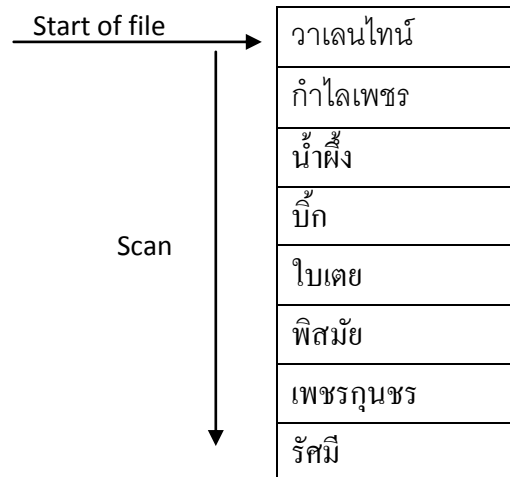 Start of file
วาเลนไทน์
กำไลเพชร
น้ำผึ้ง
บิ๊ก
Scan
ใบเตย
พิสมัย
เพชรกุนชร
รัศมี